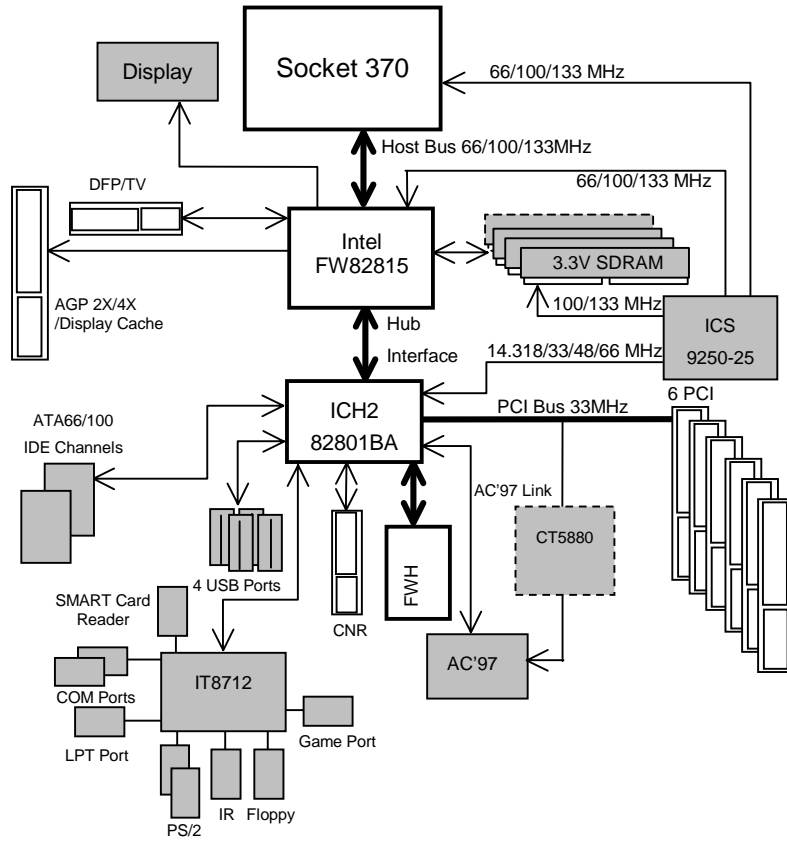 Socket 370
Display
66/100/133 MHz
Host Bus 66/100/133MHz
66/100/133 MHz
DFP/TV
Intel
FW82815
3.3V SDRAM
AGP 2X/4X
/Display Cache
Hub
Interface
100/133 MHz
ICS
9250-25
14.318/33/48/66 MHz
ATA66/100
IDE Channels
ICH2
82801BA
PCI Bus 33MHz
6 PCI
AC'97 Link
CT5880
4 USB Ports
CNR
FWH
SMART Card
Reader
AC'97
COM Ports
IT8712
LPT Port
Game Port
PS/2
IR
Floppy